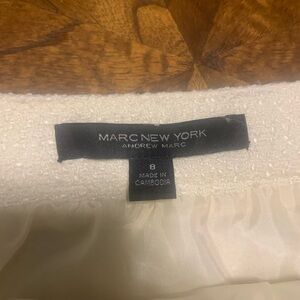 MARC NEW YORK
ANDREW MARC
8
MADE IN
CAMBODIA